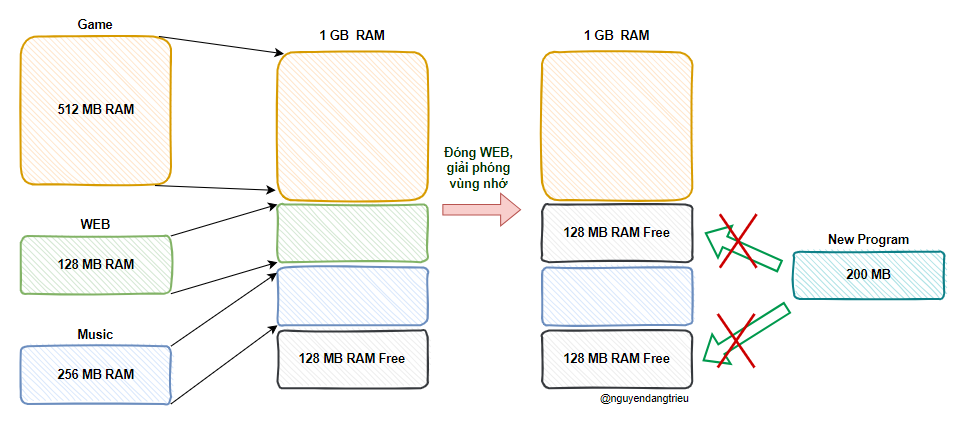 Game
512 MB RAM
WEB
128 MB RAM
Music
256 MB RAM
1 GB RAM
128 MB RAM Free
Đóng WEB,
giải phóng
vùng nhớ
1 GB RAM
128 MB RAM Free
128 MB RAM Free
@nguyendangtrieu
New Program
200 MB